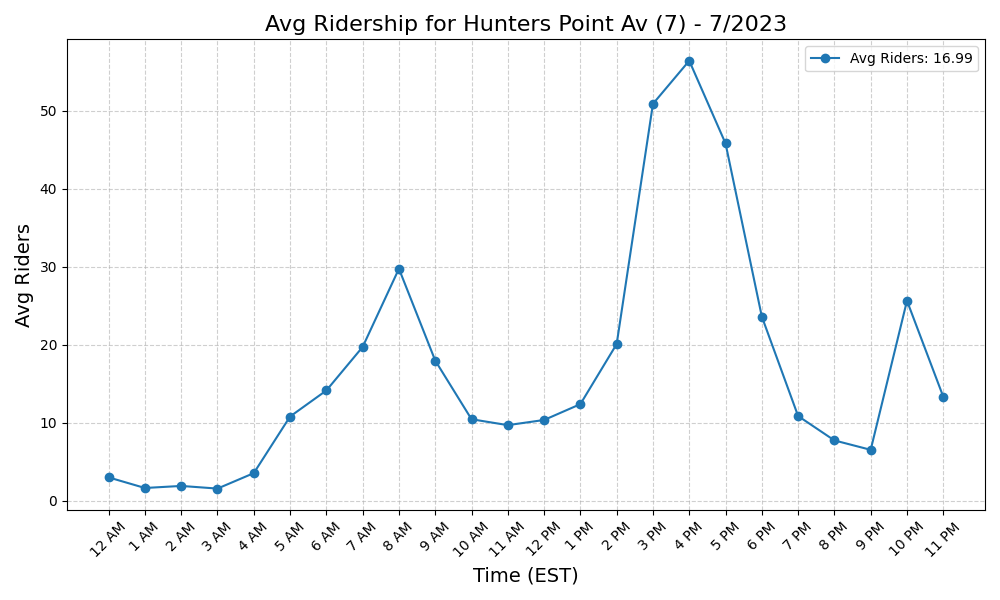 Avg Ridership for Hunters Point Av (7) - 7/2023
Avg Riders: 16.99
Avg Riders
50
40
30
20
10
0
12 AM
1 AM
2 AM
3 AM
4 AM
5 AM
6 AM
7 AM
8 AM
9 AM
10 AM
11 AM
12 PM
1 PM
2 PM
3 PM
4 PM
5 PM
6 PM
7 PM
8 PM
9 PM
10 PM
11 PM
Time (EST)